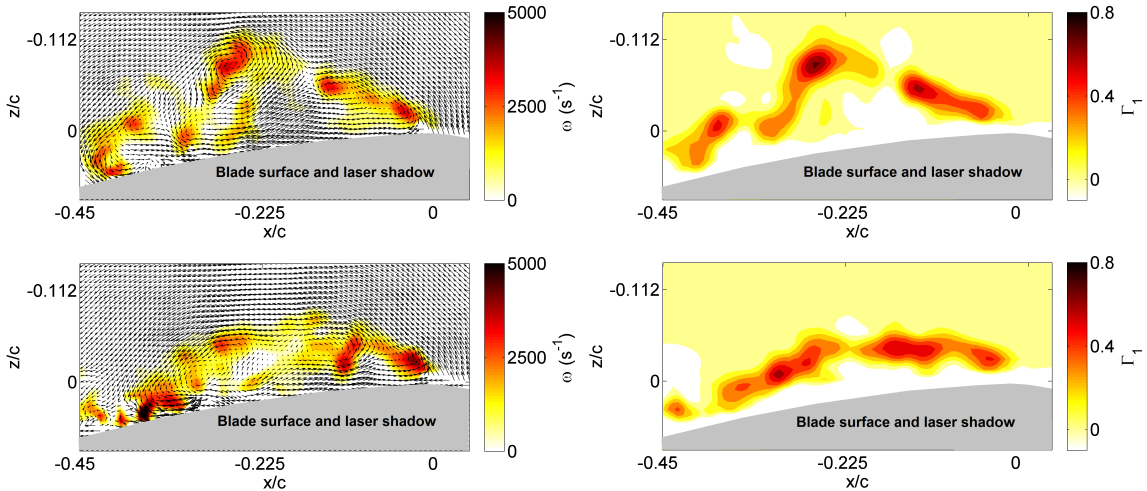 -0.112
0
z/c
-0.45
-0.225
0
x/c
Blade surface and laser shadow
5000
2500
0
ω (s⁻¹)
-0.112
0
z/c
-0.45
-0.225
0
x/c
Blade surface and laser shadow
0.8
0.4
0
Γ₁
-0.112
0
z/c
-0.45
-0.225
0
x/c
Blade surface and laser shadow
5000
2500
0
ω (s⁻¹)
-0.112
0
z/c
-0.45
-0.225
0
x/c
Blade surface and laser shadow
0.8
0.4
0
Γ₁